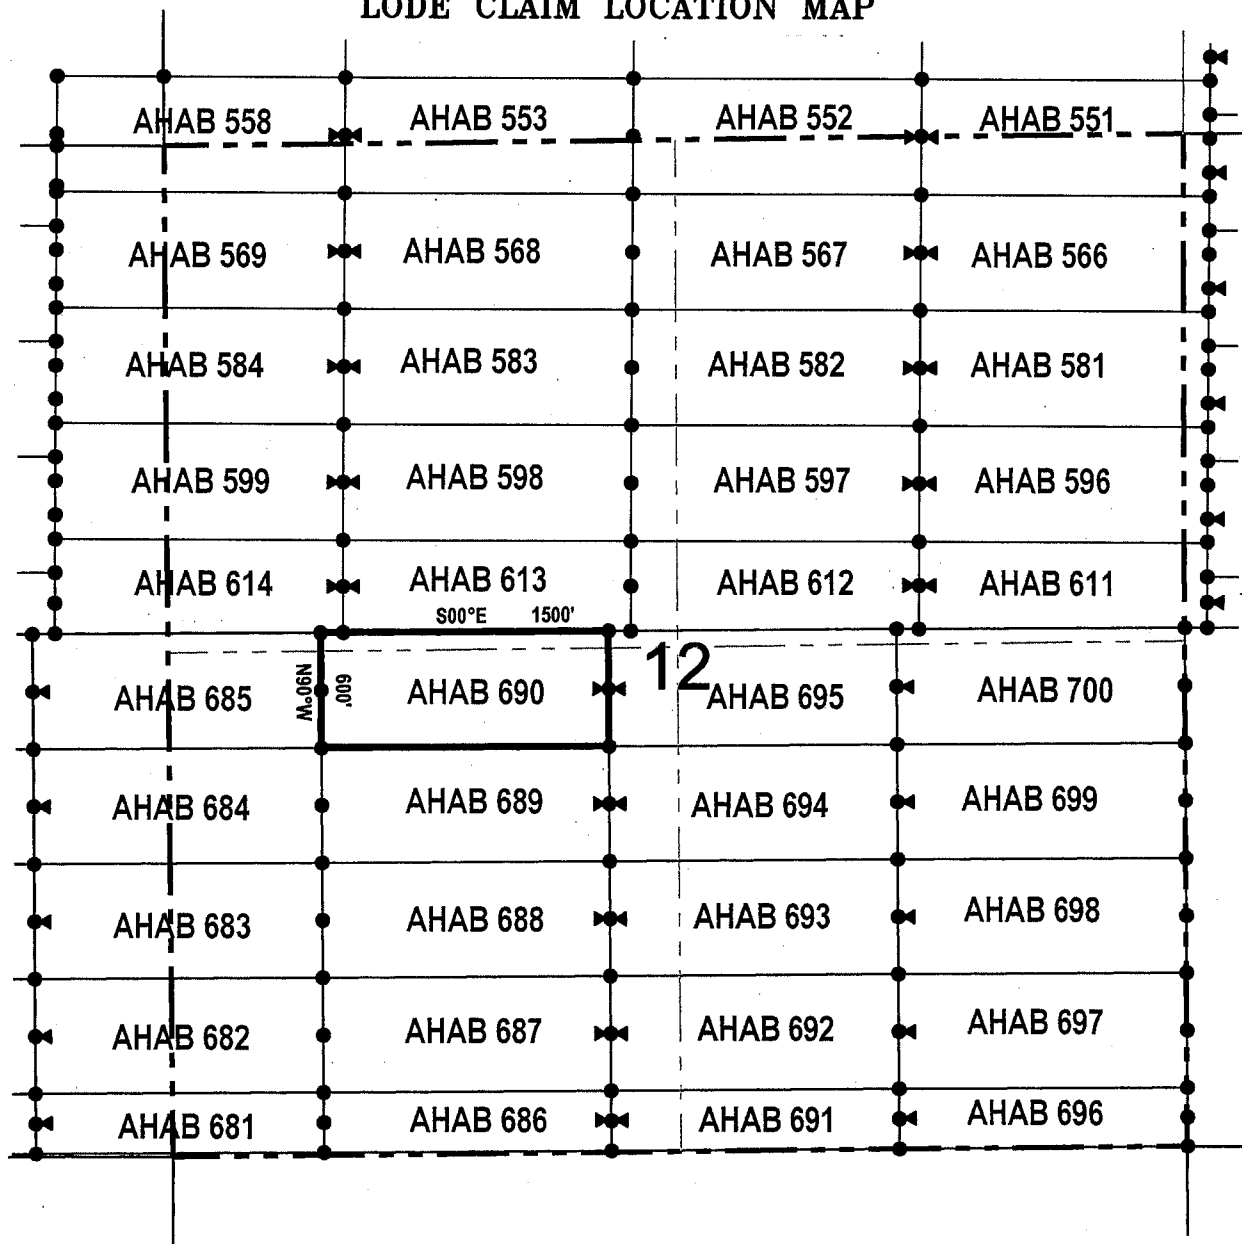 LODE CLAIM LOCATION MAP
AHAB 558 AHAB 553 AHAB 552 AHAB 551
AHAB 569 AHAB 568 AHAB 567 AHAB 566
AHAB 584 AHAB 583 AHAB 582 AHAB 581
AHAB 599 AHAB 598 AHAB 597 AHAB 596
AHAB 614 AHAB 613 AHAB 612 AHAB 611
S00°E 1500'
N90°W 600'
12
AHAB 685 AHAB 690 AHAB 695 AHAB 700
AHAB 684 AHAB 689 AHAB 694 AHAB 699
AHAB 683 AHAB 688 AHAB 693 AHAB 698
AHAB 682 AHAB 687 AHAB 692 AHAB 697
AHAB 681 AHAB 686 AHAB 691 AHAB 696